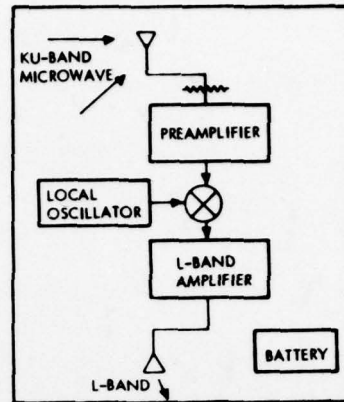 KU-BAND
MICROWAVE
PREAMPLIFIER
LOCAL
OSCILLATOR
L-BAND
AMPLIFIER
BATTERY
L-BAND